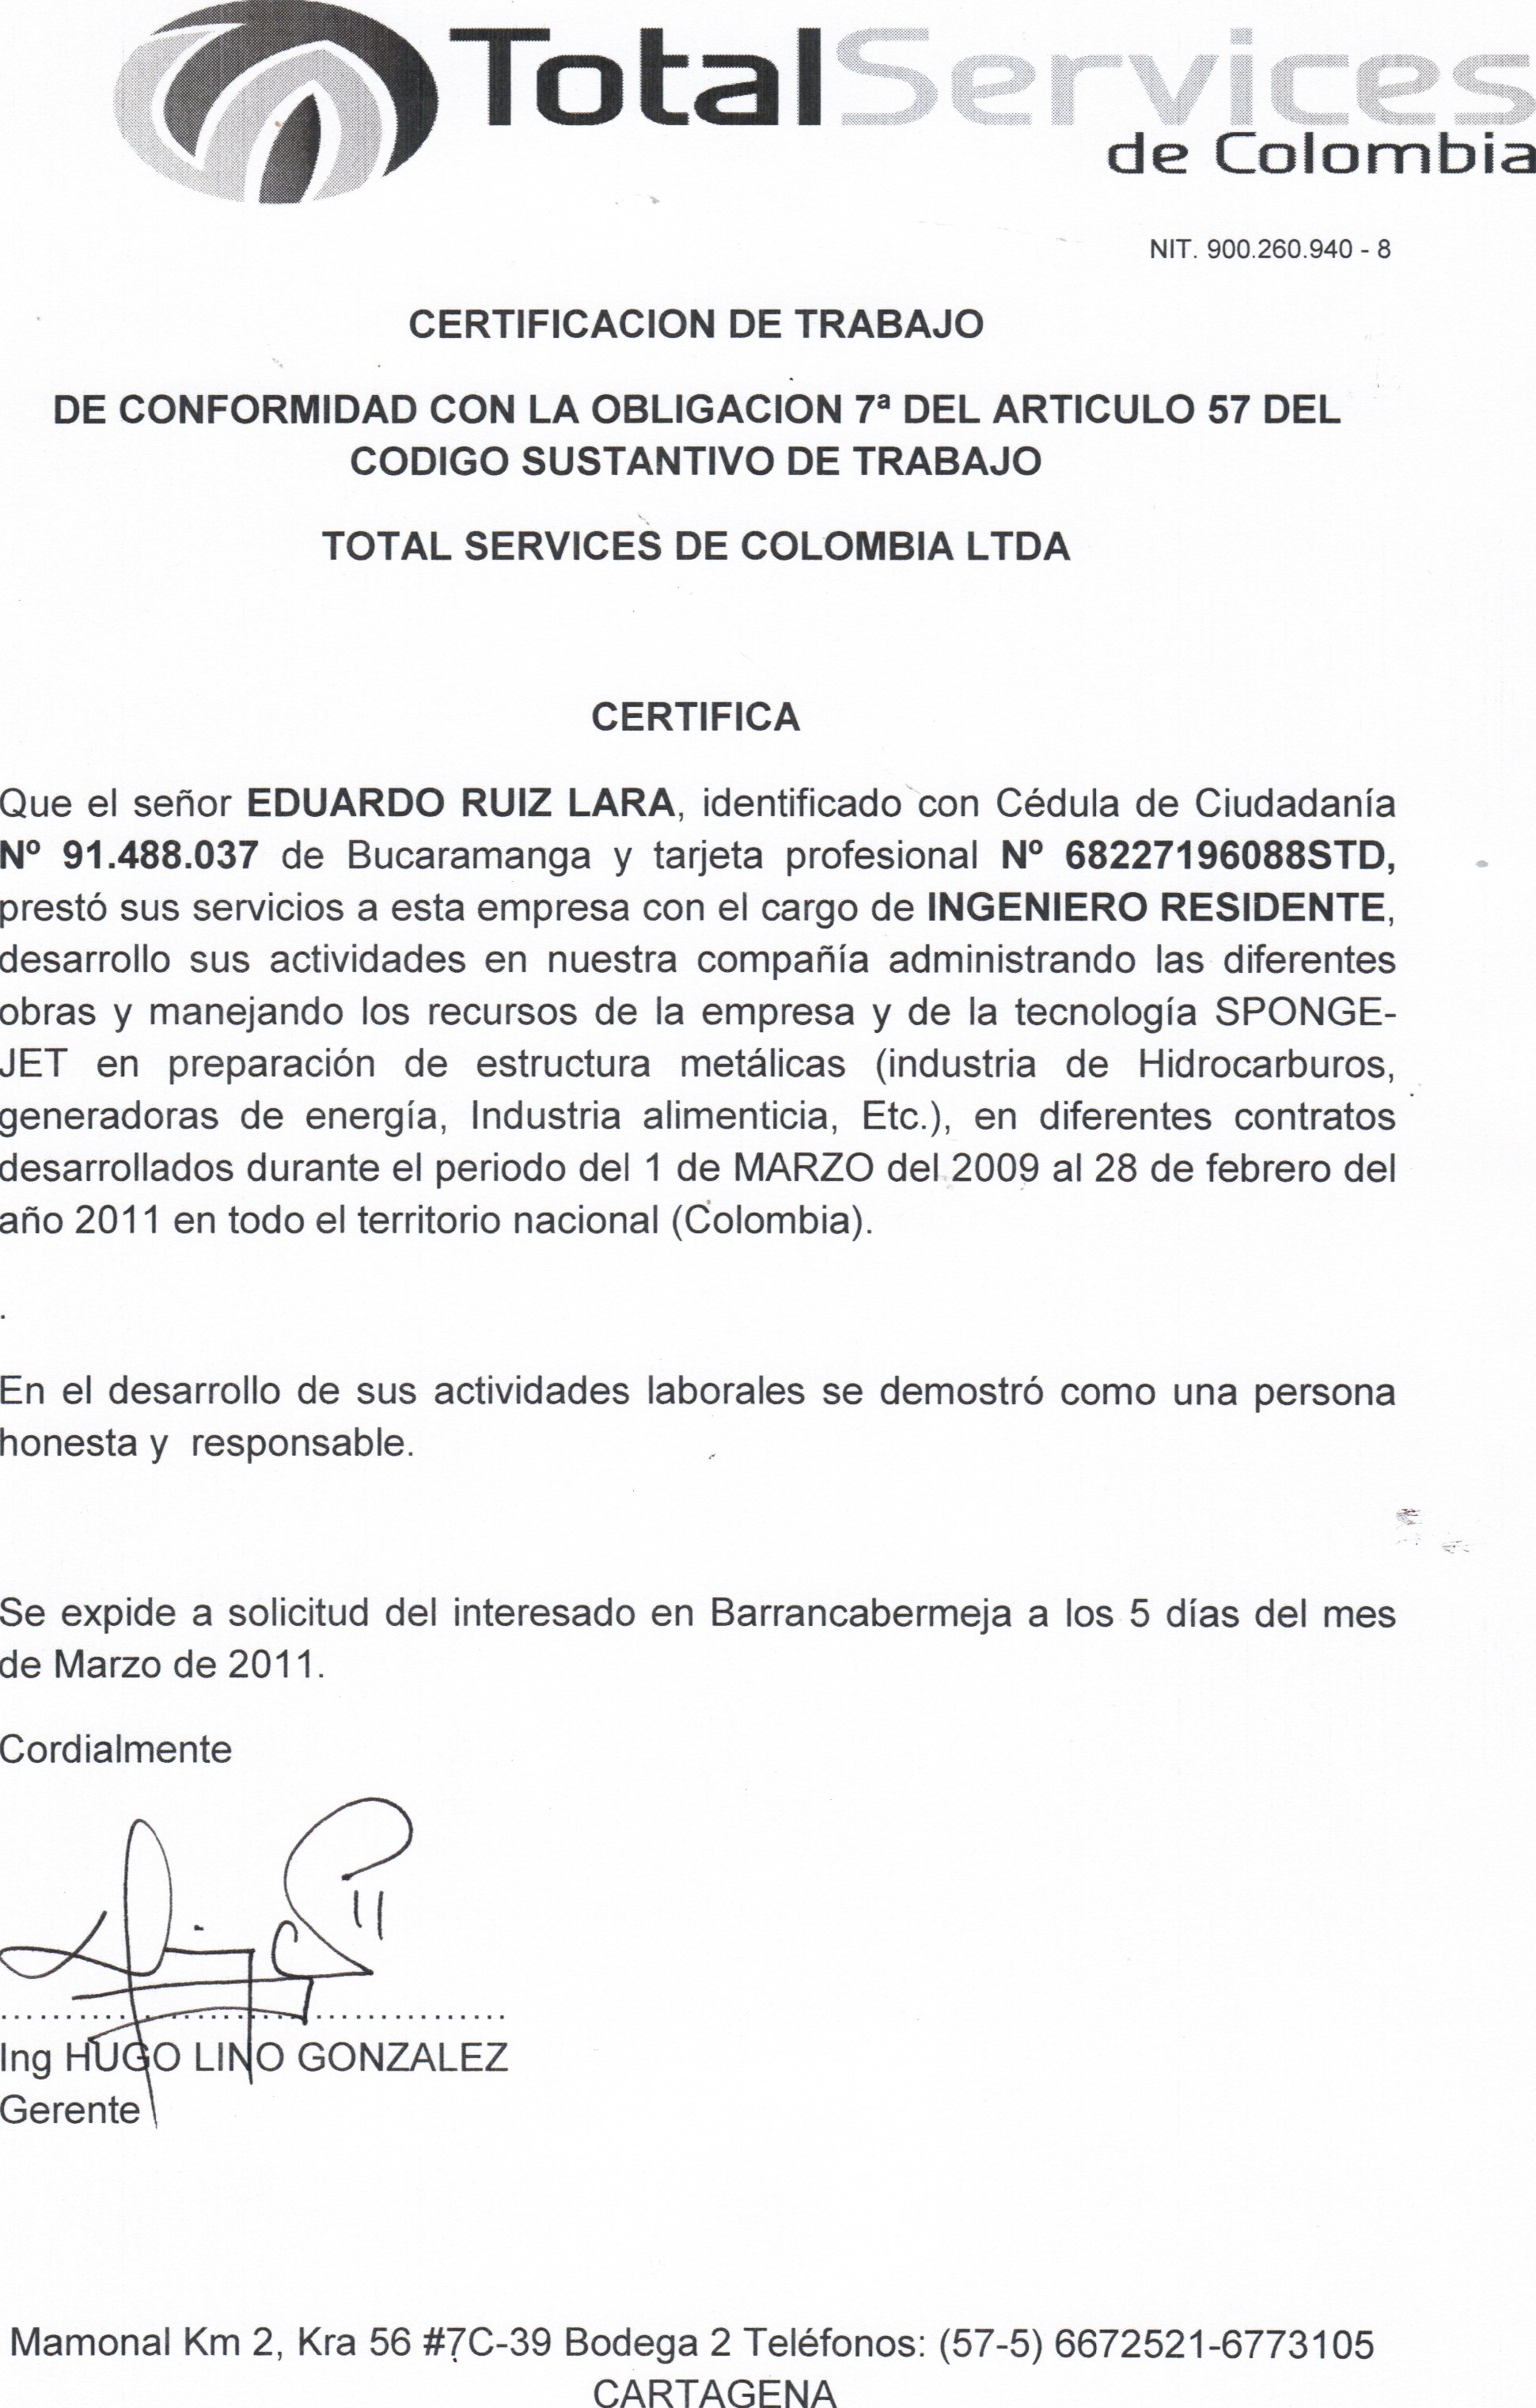 TotalServices
de Colombia
NIT. 900.260.940 - 8
CERTIFICACION DE TRABAJO
DE CONFORMIDAD CON LA OBLIGACION 7ª DEL ARTICULO 57 DEL
CODIGO SUSTANTIVO DE TRABAJO
TOTAL SERVICES DE COLOMBIA LTDA
CERTIFICA
Que el señor EDUARDO RUIZ LARA, identificado con Cédula de Ciudadanía
Nº 91.488.037 de Bucaramanga y tarjeta profesional Nº 68227196088STD,
prestó sus servicios a esta empresa con el cargo de INGENIERO RESIDENTE,
desarrollo sus actividades en nuestra compañía administrando las diferentes
obras y manejando los recursos de la empresa y de la tecnología SPONGE-
JET en preparación de estructura metálicas (industria de Hidrocarburos,
generadoras de energía, Industria alimenticia, Etc.), en diferentes contratos
desarrollados durante el periodo del 1 de MARZO del 2009 al 28 de febrero del
año 2011 en todo el territorio nacional (Colombia).
.
En el desarrollo de sus actividades laborales se demostró como una persona
honesta y  responsable.
Se expide a solicitud del interesado en Barrancabermeja a los 5 días del mes
de Marzo de 2011.
Cordialmente
........................................
Ing HUGO LINO GONZALEZ
Gerente
Mamonal Km 2, Kra 56 #7C-39 Bodega 2 Teléfonos: (57-5) 6672521-6773105
CARTAGENA